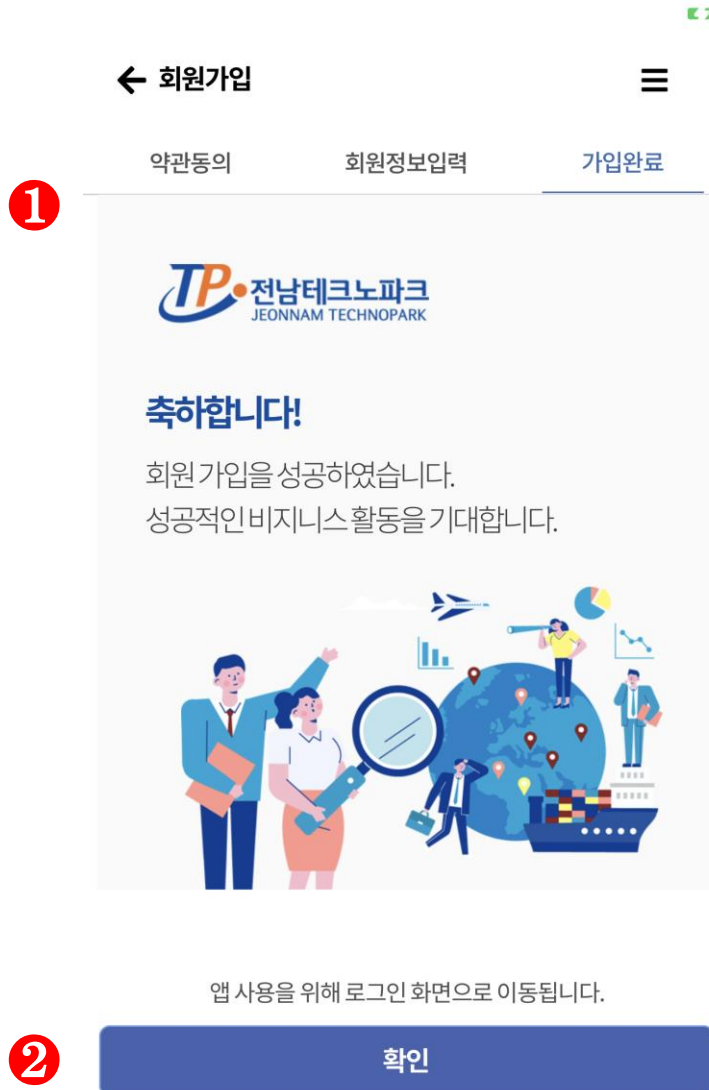 회원가입
약관동의 회원정보입력 가입완료
1
TP 전남테크노파크
JEONNAM TECHNOPARK
축하합니다!
회원 가입을 성공하였습니다.
성공적인 비지니스 활동을 기대합니다.
앱 사용을 위해 로그인 화면으로 이동됩니다.
2
확인